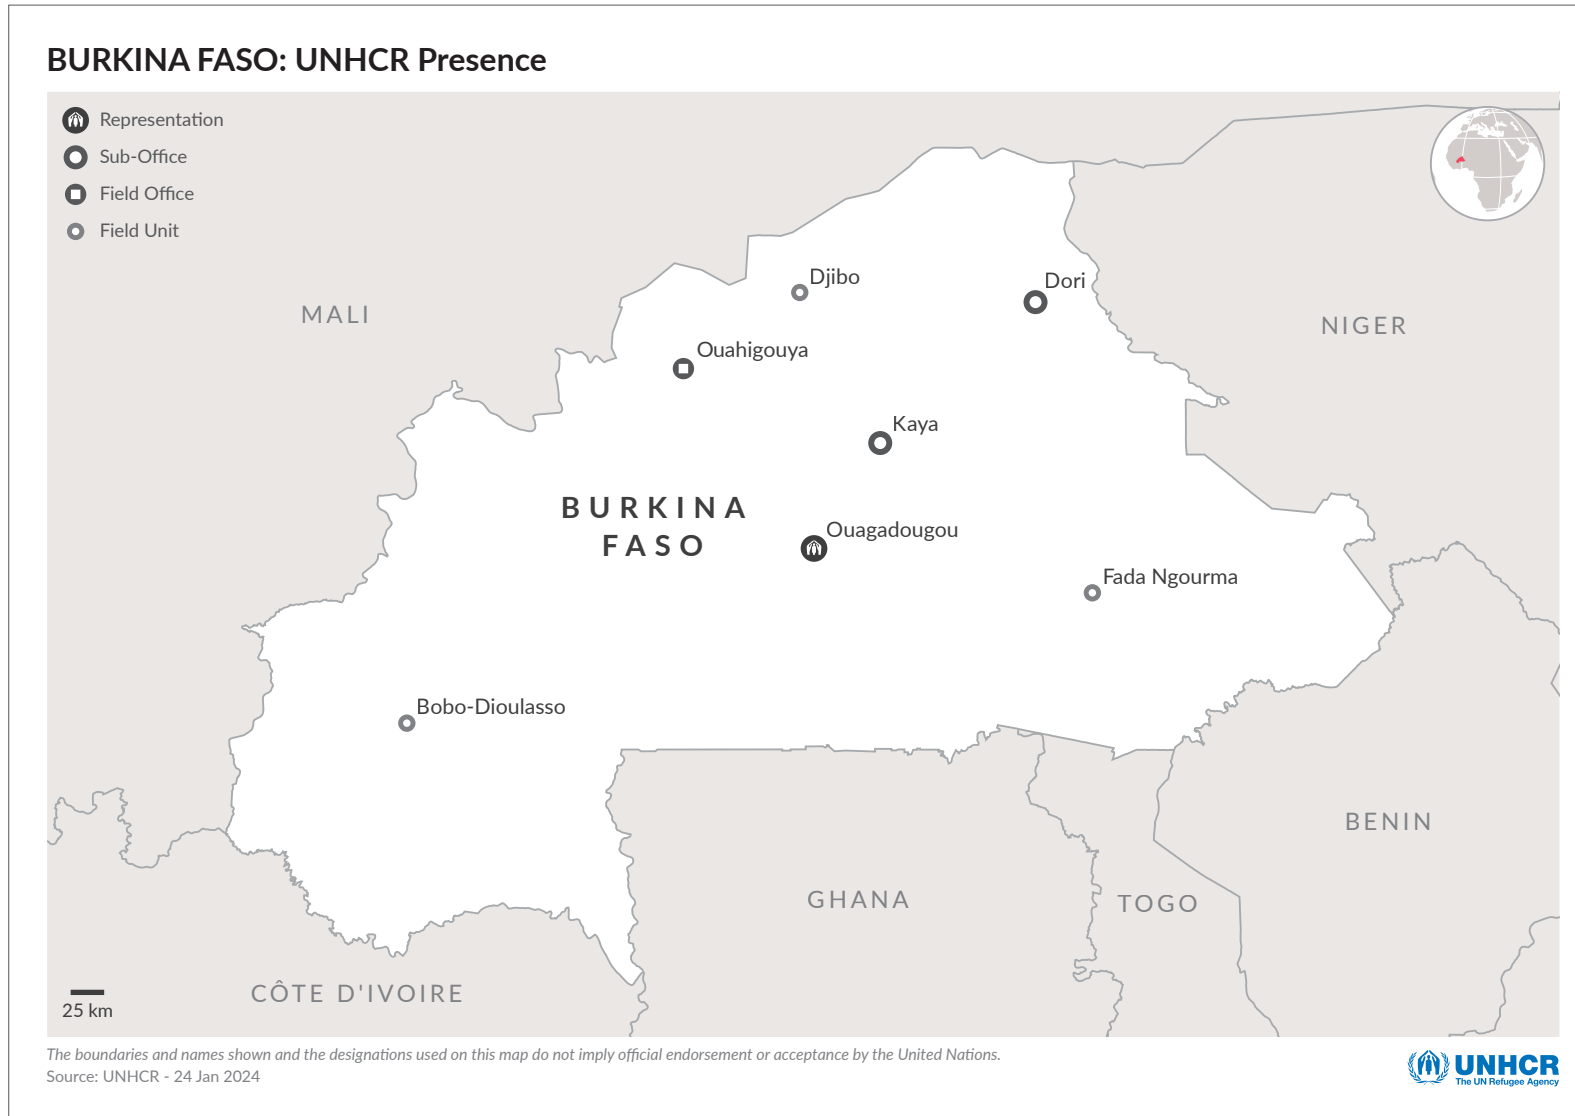 BURKINA FASO: UNHCR Presence
Representation
Sub-Office
Field Office
Field Unit
Djibo
Dori
MALI
NIGER
Ouahigouya
Kaya
BURKINA
FASO
Ouagadougou
Fada Ngourma
Bobo-Dioulasso
BENIN
GHANA
TOGO
CÔTE D'IVOIRE
25 km
The boundaries and names shown and the designations used on this map do not imply official endorsement or acceptance by the United Nations.
Source: UNHCR - 24 Jan 2024
UNHCR
The UN Refugee Agency